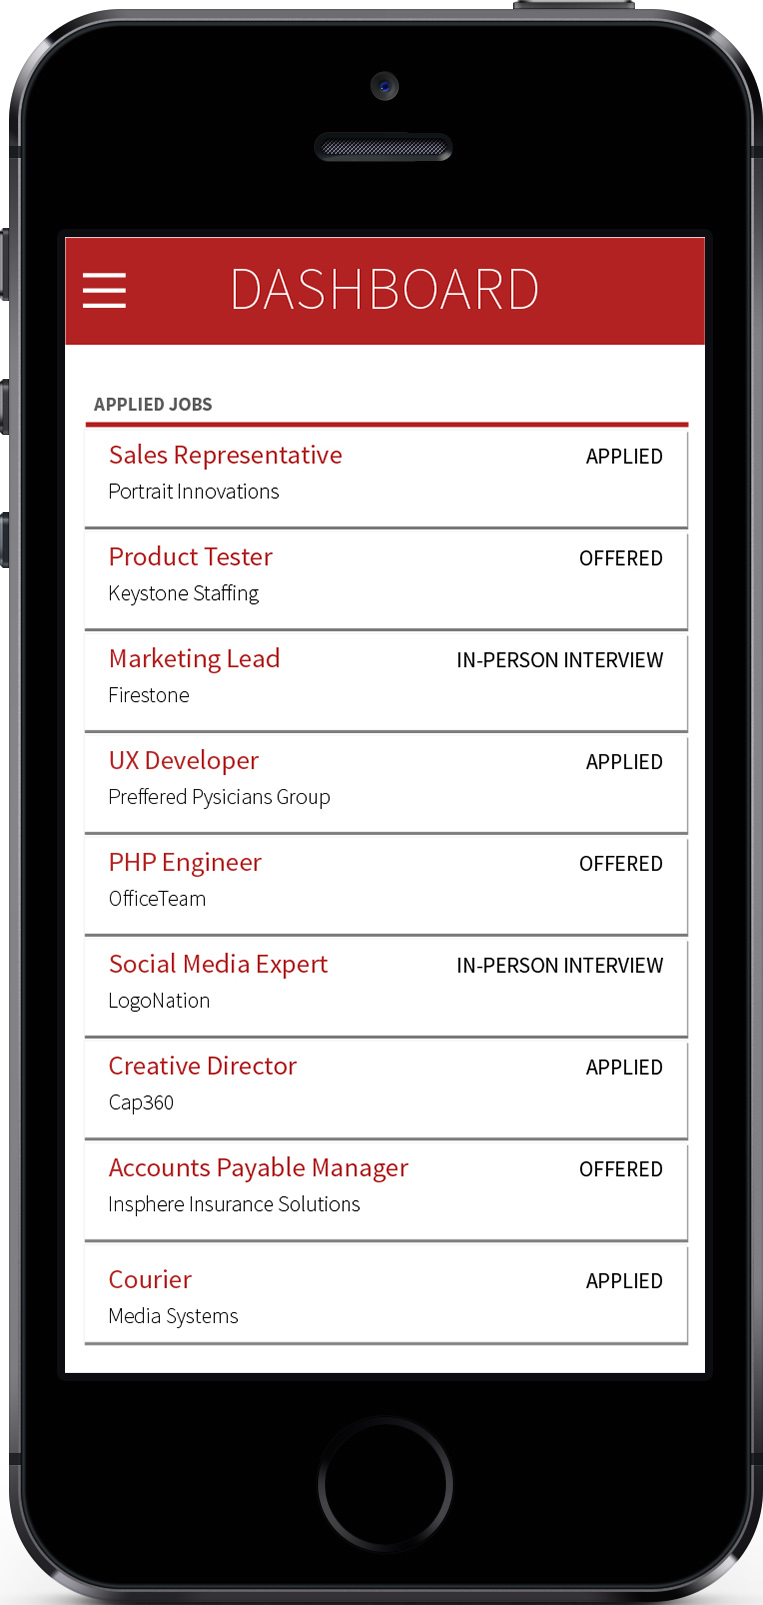 DASHBOARD
APPLIED JOBS
Sales Representative APPLIED
Portrait Innovations
Product Tester OFFERED
Keystone Staffing
Marketing Lead IN-PERSON INTERVIEW
Firestone
UX Developer APPLIED
Preffered Pysicians Group
PHP Engineer OFFERED
OfficeTeam
Social Media Expert IN-PERSON INTERVIEW
LogoNation
Creative Director APPLIED
Cap360
Accounts Payable Manager OFFERED
Insphere Insurance Solutions
Courier APPLIED
Media Systems